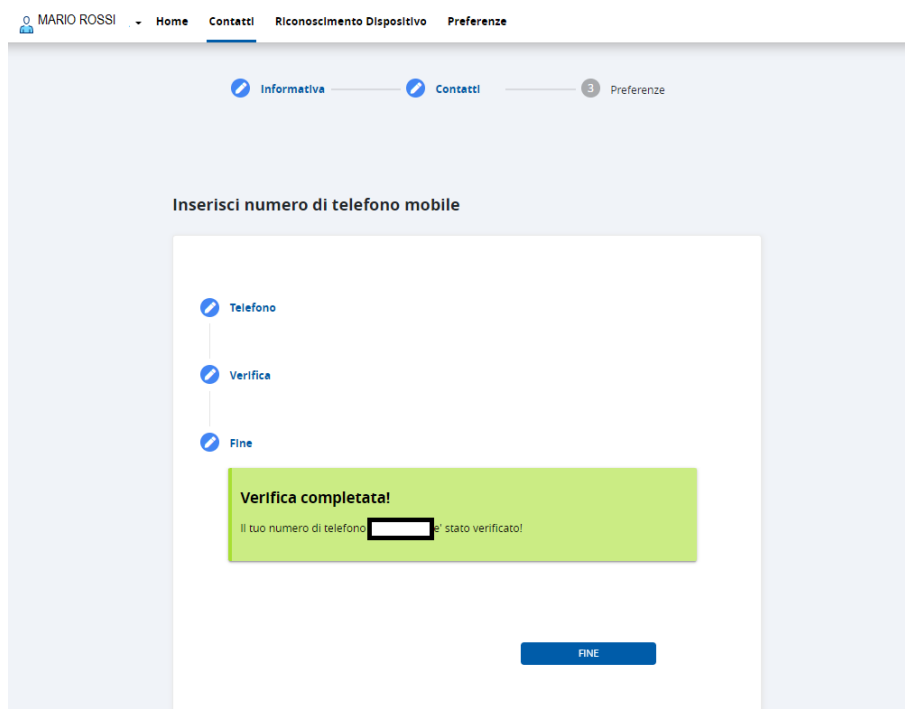 MARIO ROSSI Home Contatti Riconoscimento Dispositivo Preferenze
Informativa Contatti 3 Preferenze
Inserisci numero di telefono mobile
Telefono
Verifica
Fine
Verifica completata!
Il tuo numero di telefono e' stato verificato!
FINE